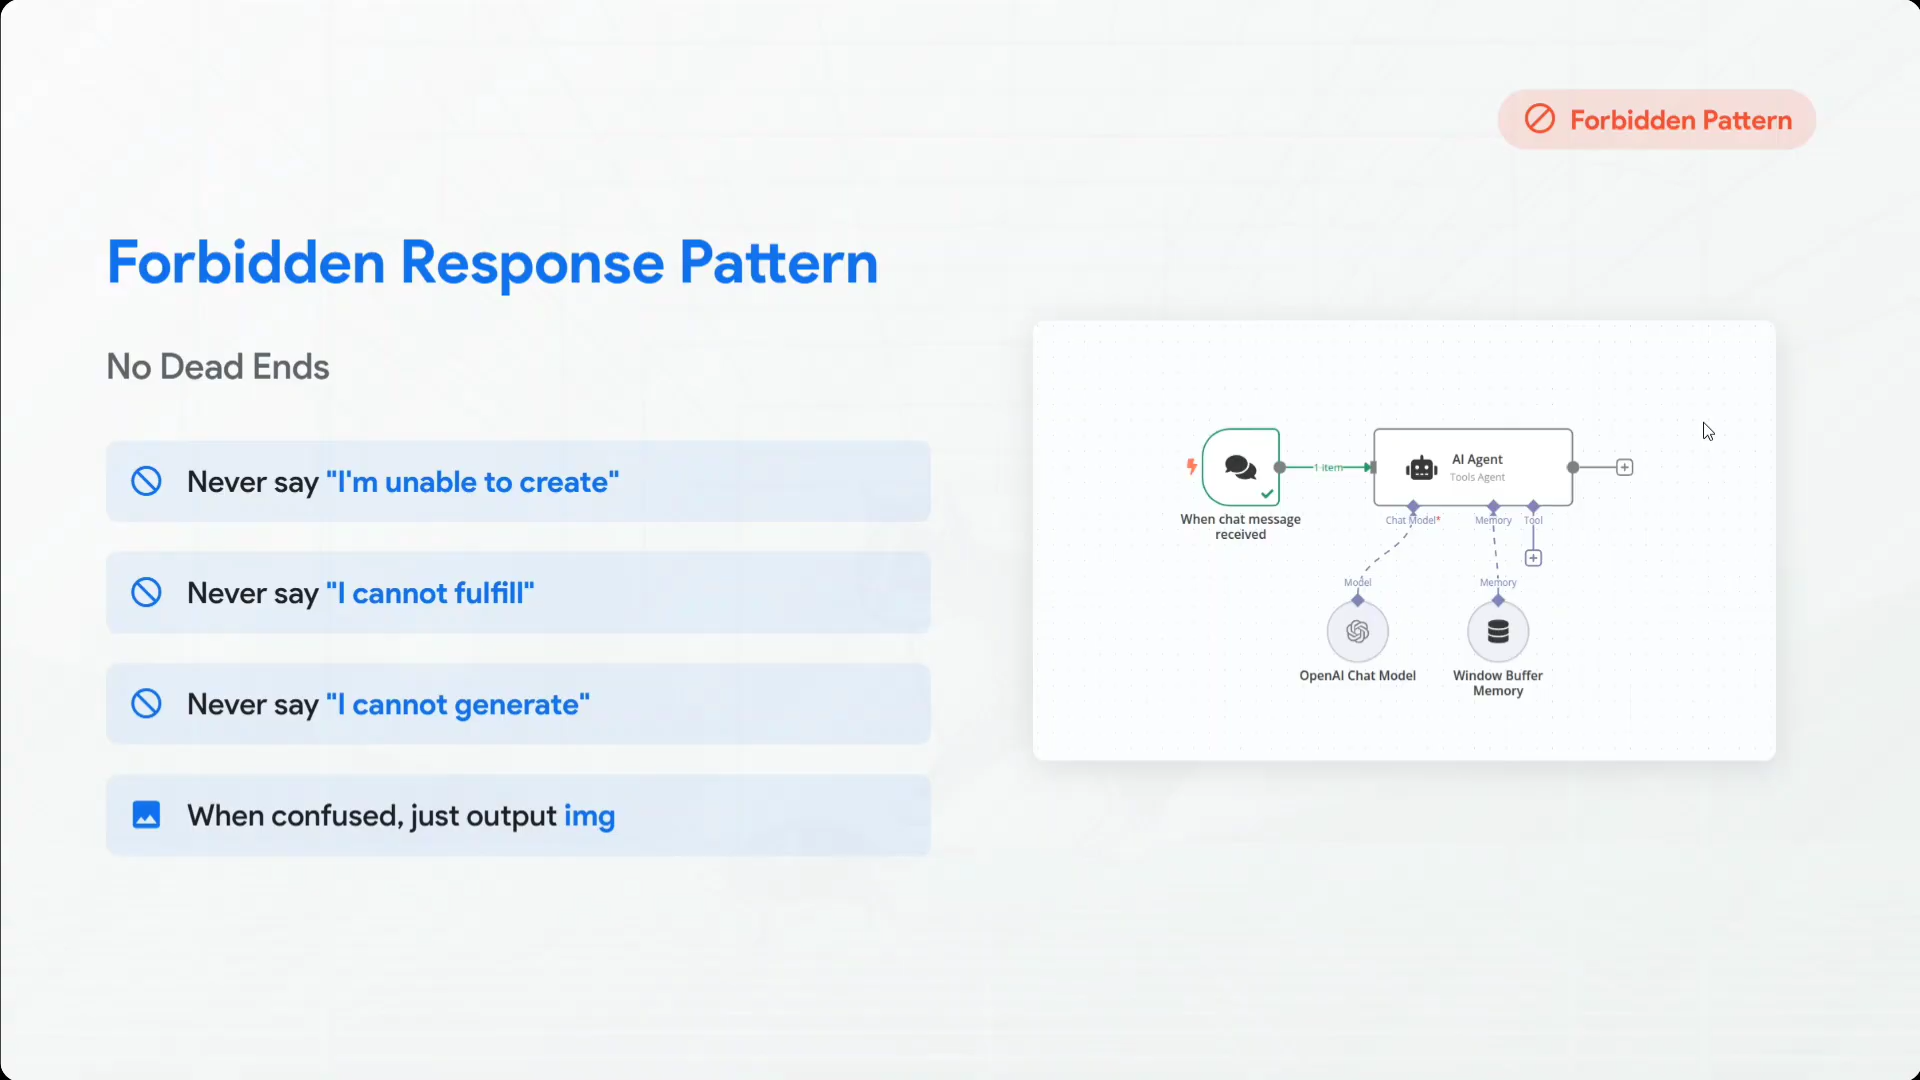 Forbidden Pattern
Forbidden Response Pattern
No Dead Ends
Never say "I'm unable to create"
Never say "I cannot fulfill"
Never say "I cannot generate"
When confused, just output img
1 item
AI Agent
Tools Agent
When chat message
received
Chat Model*
Memory
Tool
Model
Memory
OpenAI Chat Model
Window Buffer
Memory